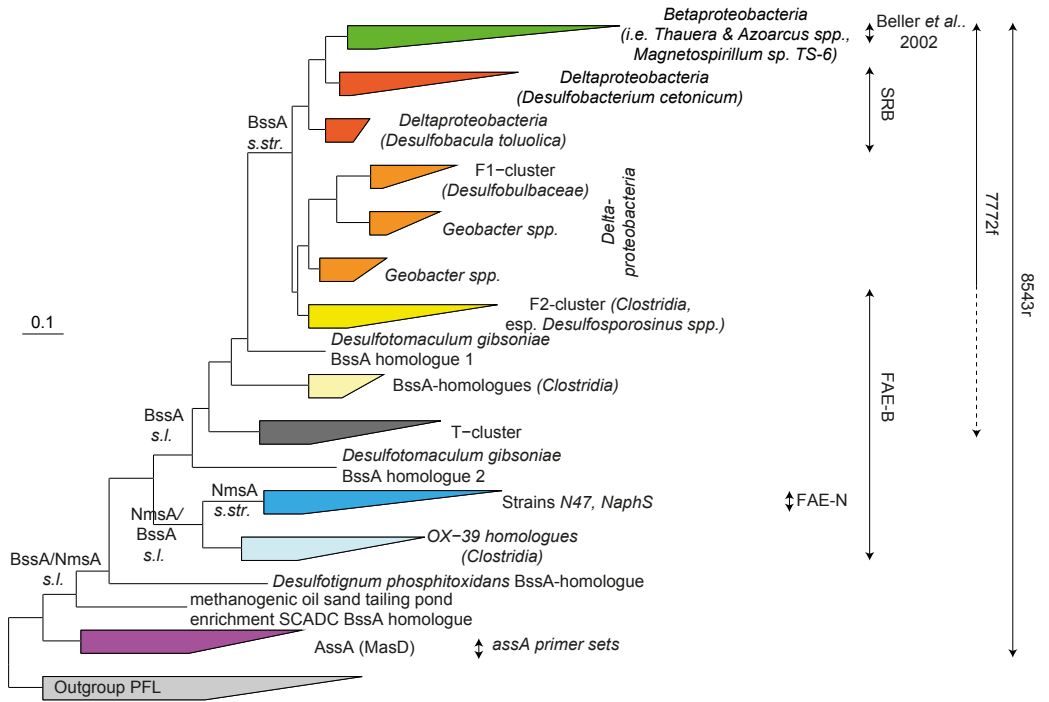 Betaproteobacteria
(i.e. Thauera & Azoarcus spp.,
Magnetospirillum sp. TS-6)
Beller et al..
2002
Deltaproteobacteria
(Desulfobacterium cetonicum)
SRB
BssA
s.str.
Deltaproteobacteria
(Desulfobacula toluolica)
F1−cluster
(Desulfobulbaceae)
Geobacter spp.
Delta-
proteobacteria
Geobacter spp.
7772f
8543r
0.1
F2-cluster (Clostridia,
esp. Desulfosporosinus spp.)
Desulfotomaculum gibsoniae
BssA homologue 1
BssA-homologues (Clostridia)
FAE-B
BssA
s.l.
T−cluster
Desulfotomaculum gibsoniae
BssA homologue 2
NmsA
s.str.
Strains N47, NaphS
FAE-N
NmsA/
BssA
s.l.
OX−39 homologues
(Clostridia)
BssA/NmsA
s.l.
Desulfotignum phosphitoxidans BssA-homologue
methanogenic oil sand tailing pond
enrichment SCADC BssA homologue
AssA (MasD)
assA primer sets
Outgroup PFL